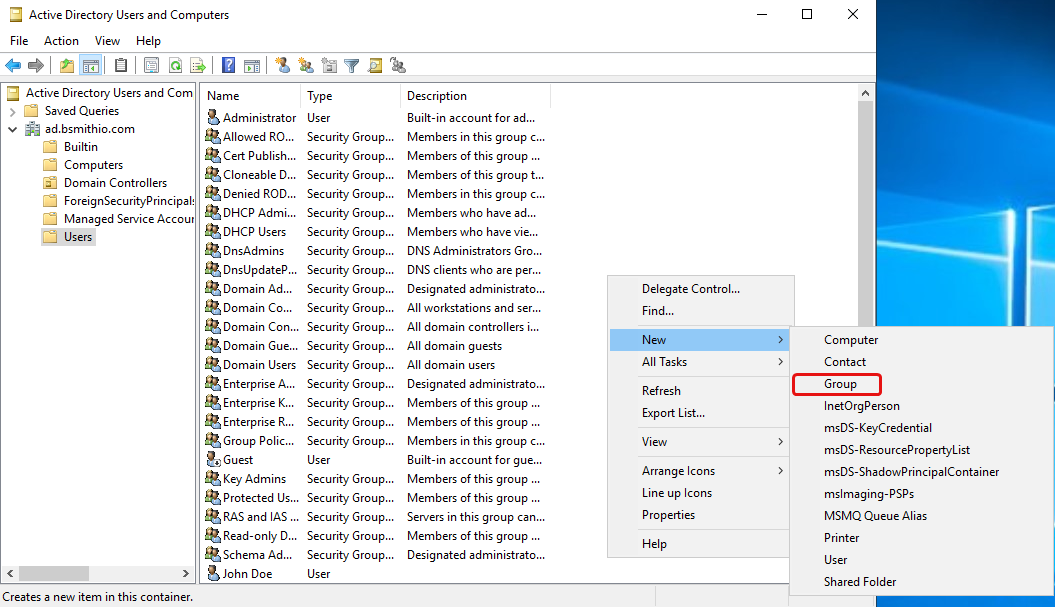 Active Directory Users and Computers
File Action View Help
Active Directory Users and Com
Saved Queries
ad.bsmithio.com
Builtin
Computers
Domain Controllers
ForeignSecurityPrincipals
Managed Service Accour
Users
Name Type Description
Administrator User Built-in account for ad...
Allowed RO... Security Group... Members in this group c...
Cert Publish... Security Group... Members of this group ...
Cloneable D... Security Group... Members of this group t...
Denied ROD... Security Group... Members in this group c...
DHCP Admi... Security Group... Members who have ad...
DHCP Users Security Group... Members who have vie...
DnsAdmins Security Group... DNS Administrators Gro...
DnsUpdateP... Security Group... DNS clients who are per...
Domain Ad... Security Group... Designated administrato...
Domain Co... Security Group... All workstations and ser...
Domain Con... Security Group... All domain controllers i...
Domain Gue... Security Group... All domain guests
Domain Users Security Group... All domain users
Enterprise A... Security Group... Designated administrato...
Enterprise K... Security Group... Members of this group ...
Enterprise R... Security Group... Members of this group ...
Group Polic... Security Group... Members in this group c...
Guest User Built-in account for gue...
Key Admins Security Group... Members of this group ...
Protected Us... Security Group... Members of this group ...
RAS and IAS ... Security Group... Servers in this group can...
Read-only D... Security Group... Members of this group ...
Schema Ad... Security Group... Designated administrato...
John Doe User
Delegate Control...
Find...
New
All Tasks
Refresh
Export List...
View
Arrange Icons
Line up Icons
Properties
Help
Computer
Contact
Group
InetOrgPerson
msDS-KeyCredential
msDS-ResourcePropertyList
msDS-ShadowPrincipalContainer
msImaging-PSPs
MSMQ Queue Alias
Printer
User
Shared Folder
Creates a new item in this container.